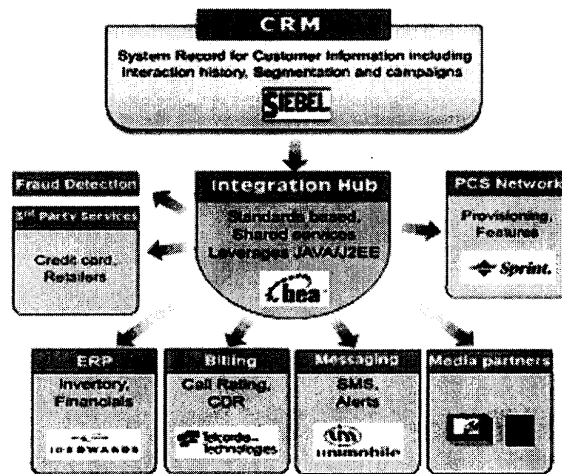 CRM
System Record for Customer Information including
Interaction history, Segmentation and campaigns
SIEBEL
Fraud Detection
3rd Party Services
Credit card,
Retailers
Integration Hub
Standards based,
Shared services
Leverages JAVA/J2EE
bea
PCS Network
Provisioning,
Features
Sprint.
ERP
Inventory,
Financials
JD EDWARDS
Billing
Call Rating,
CDR
Telcordia
Technologies
Messaging
SMS,
Alerts
unimobile
Media partners